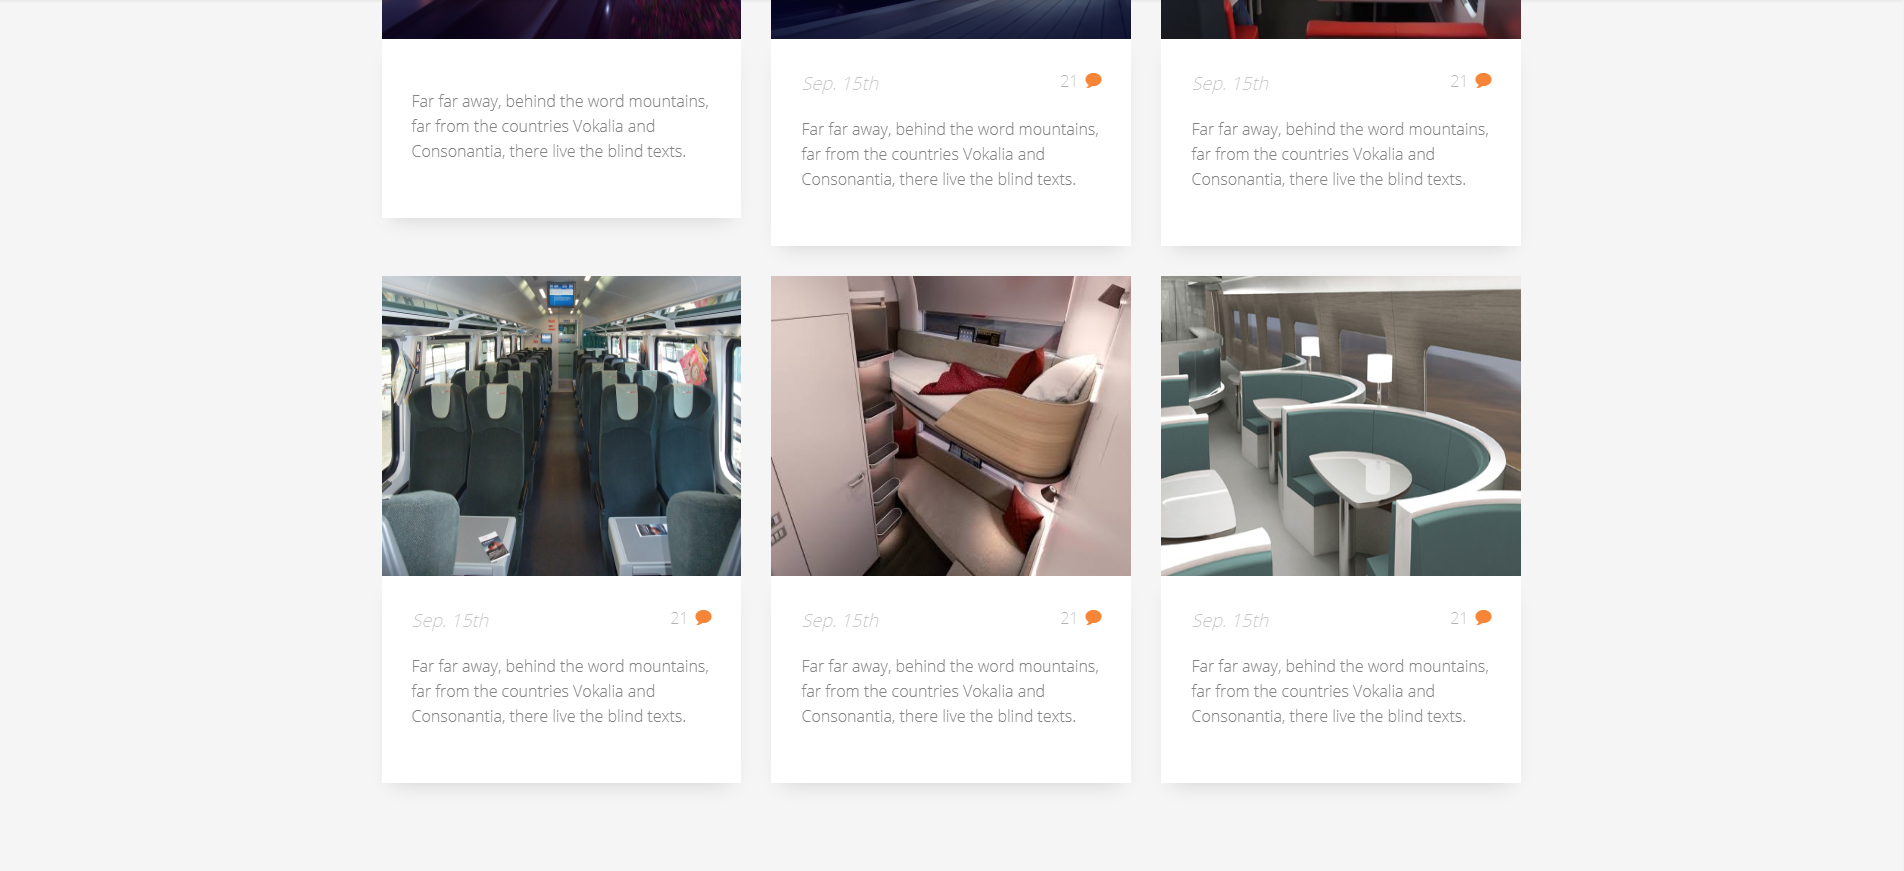 Far far away, behind the word mountains,
far from the countries Vokalia and
Consonantia, there live the blind texts.
Sep. 15th
21
Far far away, behind the word mountains,
far from the countries Vokalia and
Consonantia, there live the blind texts.
Sep. 15th
21
Far far away, behind the word mountains,
far from the countries Vokalia and
Consonantia, there live the blind texts.
Sep. 15th
21
Far far away, behind the word mountains,
far from the countries Vokalia and
Consonantia, there live the blind texts.
Sep. 15th
21
Far far away, behind the word mountains,
far from the countries Vokalia and
Consonantia, there live the blind texts.
Sep. 15th
21
Far far away, behind the word mountains,
far from the countries Vokalia and
Consonantia, there live the blind texts.